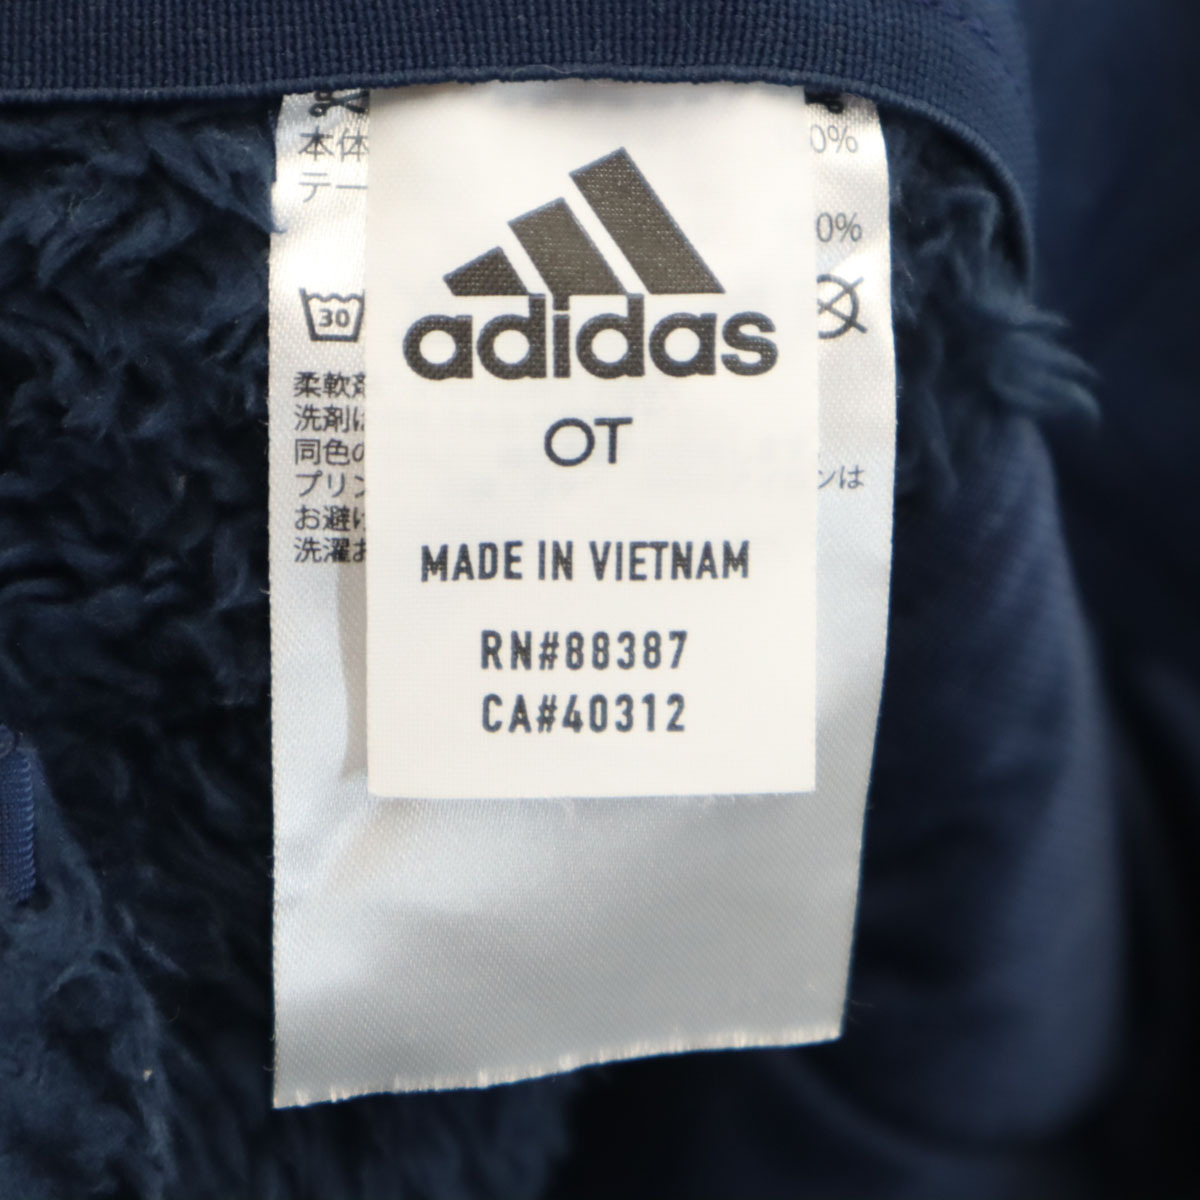 本体
テー
0%
0%
30
adidas
OT
MADE IN VIETNAM
RN#88387
CA#40312
柔軟剤
洗剤は
同色の
プリン
ンは
お避け
洗濯お